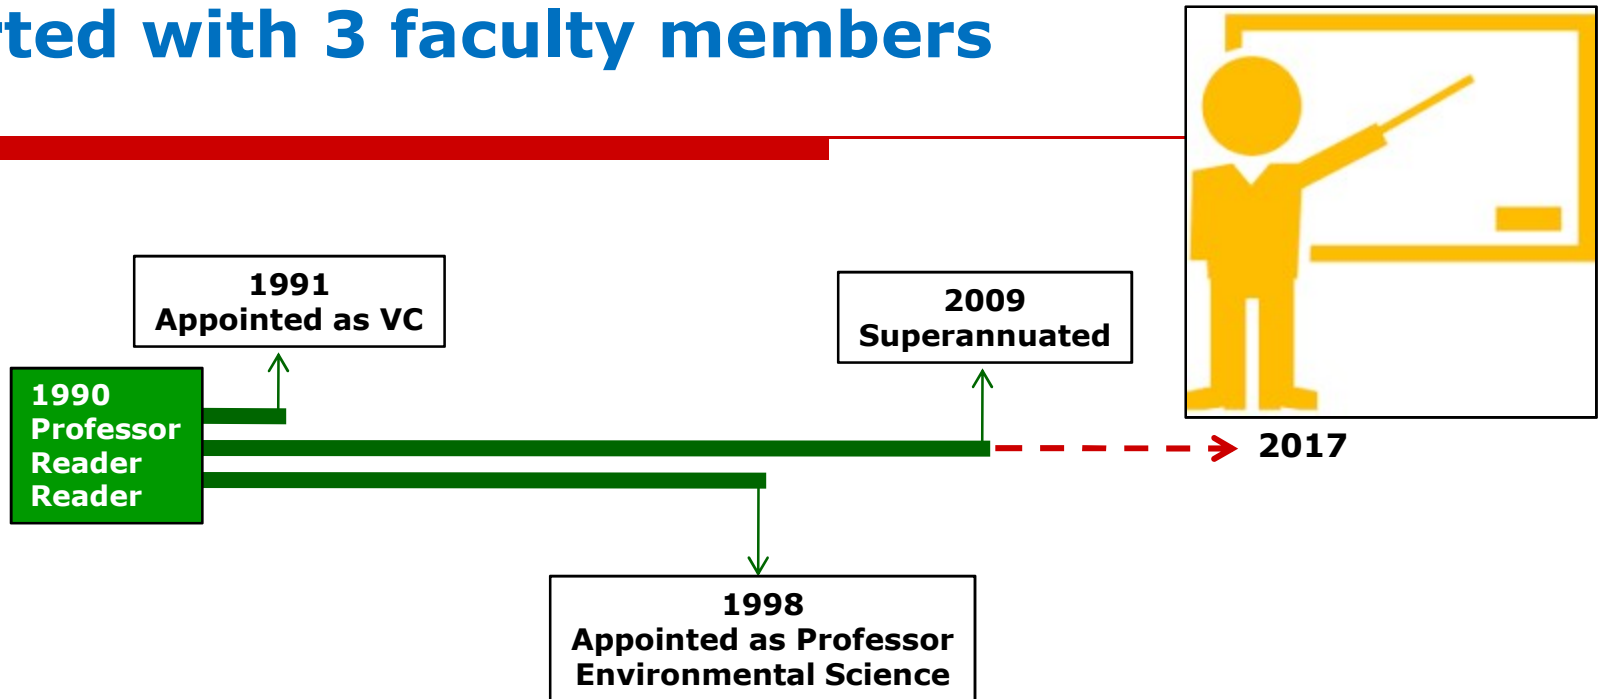 rted with 3 faculty members
1991
Appointed as VC
2009
Superannuated
1990
Professor
Reader
Reader
2017
1998
Appointed as Professor
Environmental Science